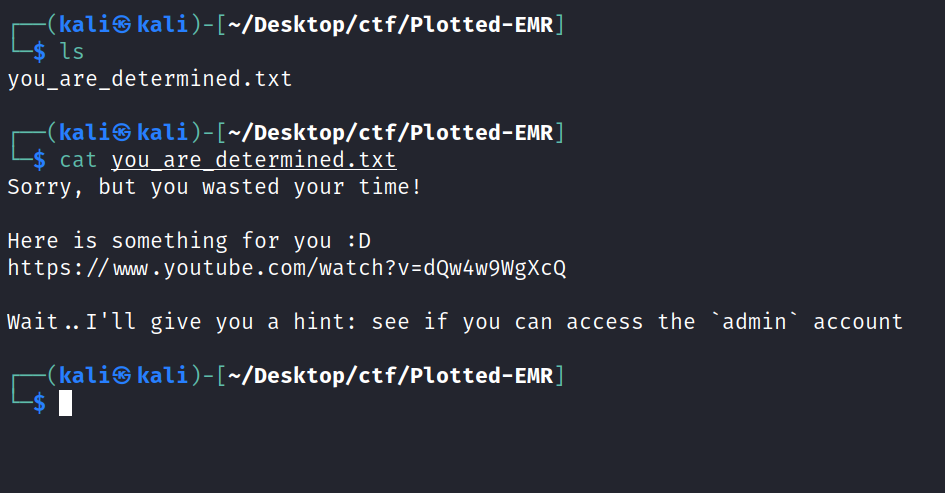 ┌──(kali㉿kali)-[~/Desktop/ctf/Plotted-EMR]
└─$ ls
you_are_determined.txt
┌──(kali㉿kali)-[~/Desktop/ctf/Plotted-EMR]
└─$ cat you_are_determined.txt
Sorry, but you wasted your time!
Here is something for you :D
https://www.youtube.com/watch?v=dQw4w9WgXcQ
Wait..I'll give you a hint: see if you can access the `admin` account
┌──(kali㉿kali)-[~/Desktop/ctf/Plotted-EMR]
└─$